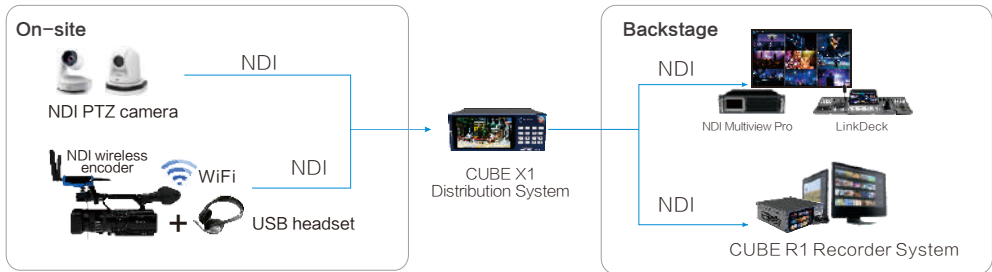 On-site
NDI
NDI PTZ camera
NDI wireless
encoder
WiFi
NDI
USB headset
CUBE X1
Distribution System
Backstage
NDI
NDI Multiview Pro
LinkDeck
NDI
CUBE R1 Recorder System